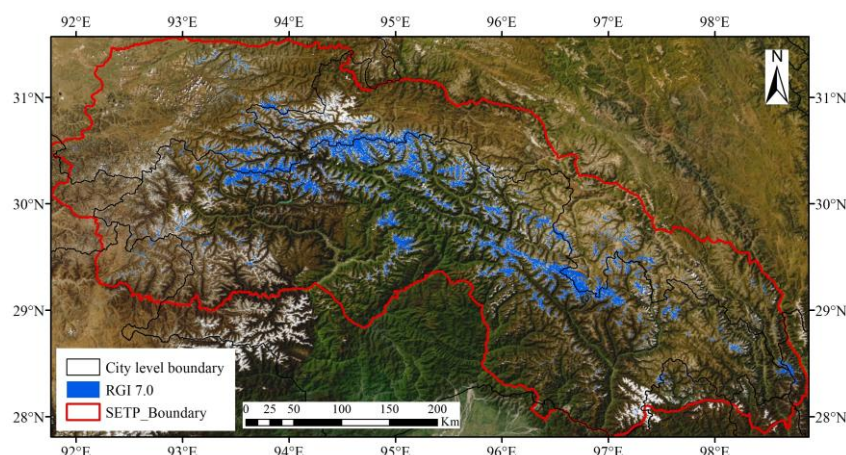 92°E 93°E 94°E 95°E 96°E 97°E 98°E
N
31°N 31°N
30°N 30°N
29°N 29°N
City level boundary
RGI 7.0
SETP_Boundary
0 25 50 100 150 200
Km
28°N 28°N
92°E 93°E 94°E 95°E 96°E 97°E 98°E